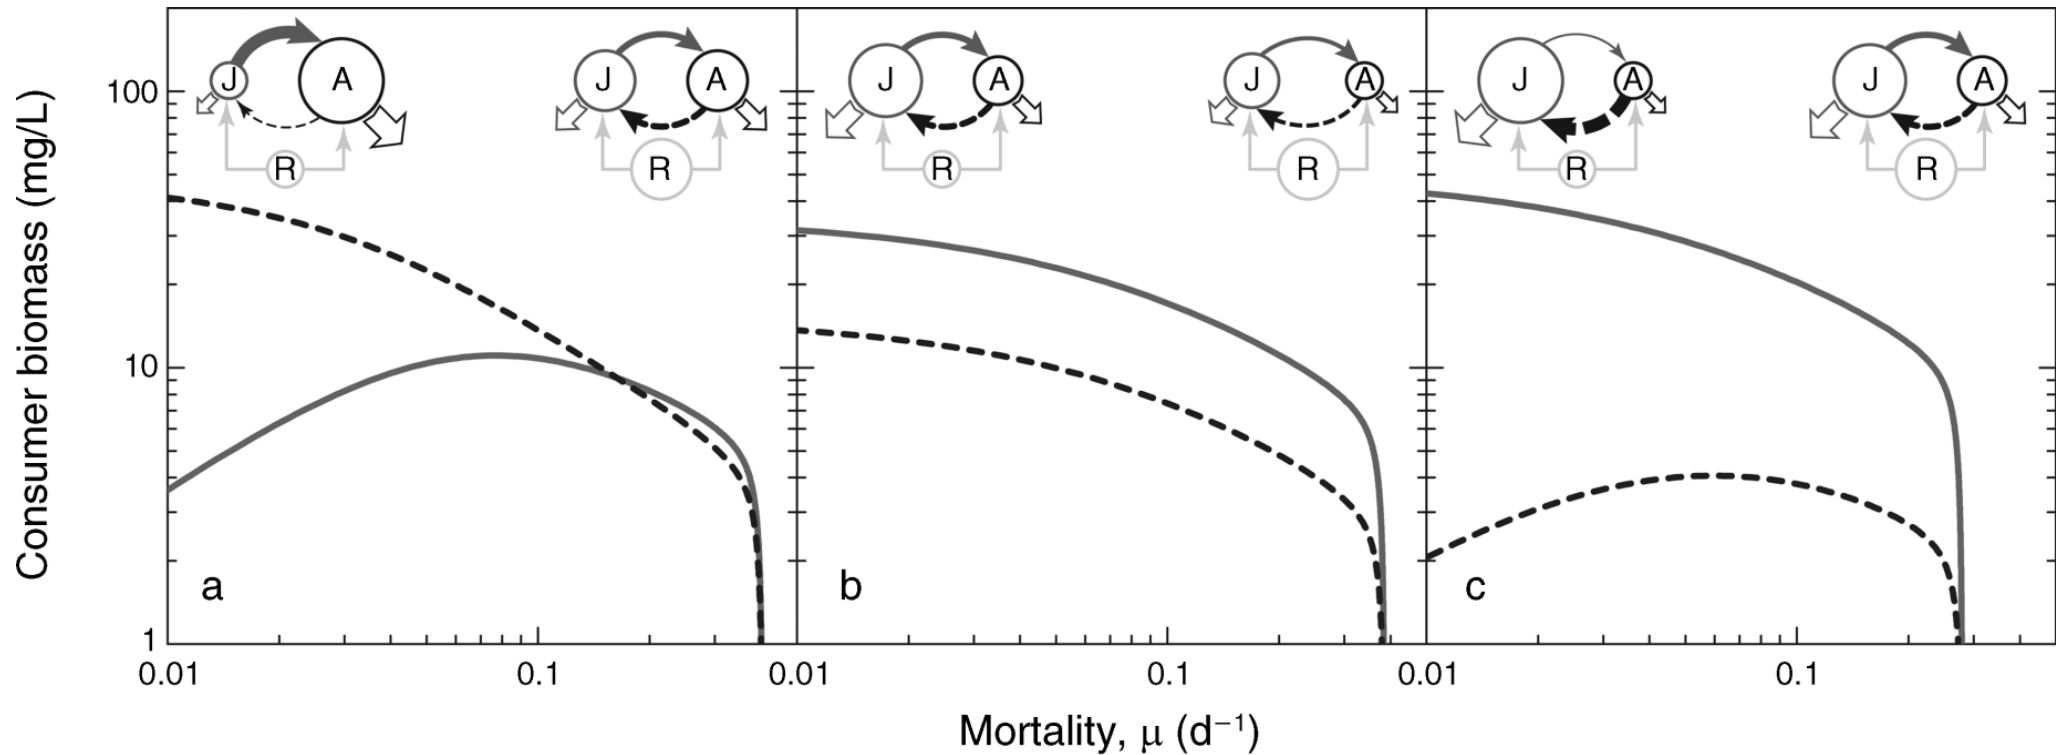 J A J A J A J A J A J A
R R R R R R
100
10
1
Consumer biomass (mg/L)
a b c
0.01 0.1 0.01 0.1 0.01 0.1
Mortality, μ (d⁻¹)